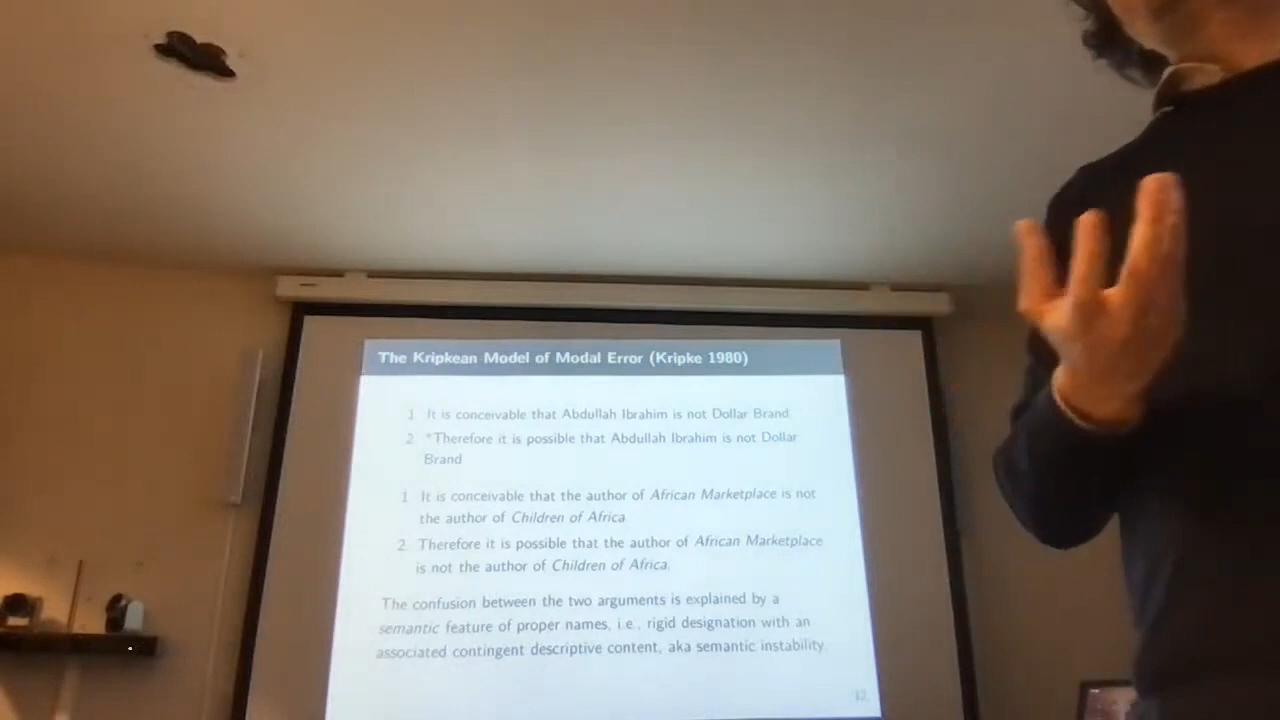 The Kripkean Model of Modal Error (Kripke 1980)
1. It is conceivable that Abdullah Ibrahim is not Dollar Brand.
2. *Therefore it is possible that Abdullah Ibrahim is not Dollar
Brand
1. It is conceivable that the author of African Marketplace is not
the author of Children of Africa.
2. Therefore it is possible that the author of African Marketplace
is not the author of Children of Africa.
The confusion between the two arguments is explained by a
semantic feature of proper names, i.e., rigid designation with an
associated contingent descriptive content, aka semantic instability.
12